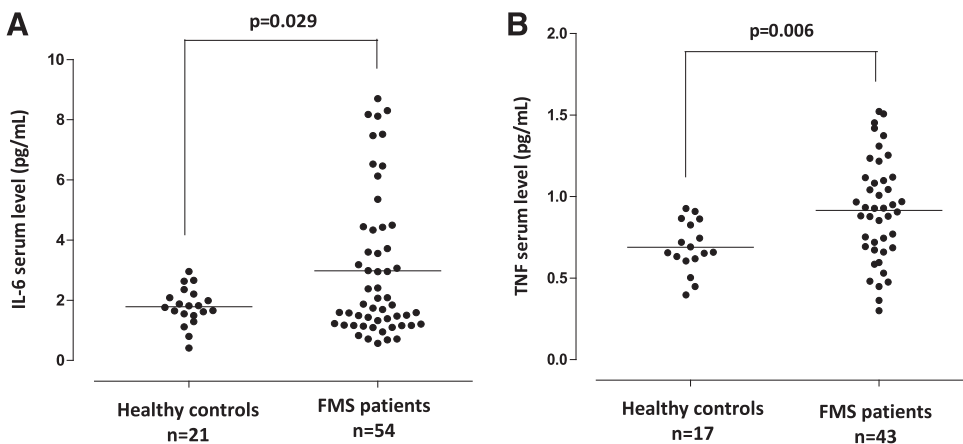 A
p=0.029
IL-6 serum level (pg/mL)
10
8
6
4
2
0
Healthy controls
n=21
FMS patients
n=54
B
p=0.006
TNF serum level (pg/mL)
2.0
1.5
1.0
0.5
0.0
Healthy controls
n=17
FMS patients
n=43